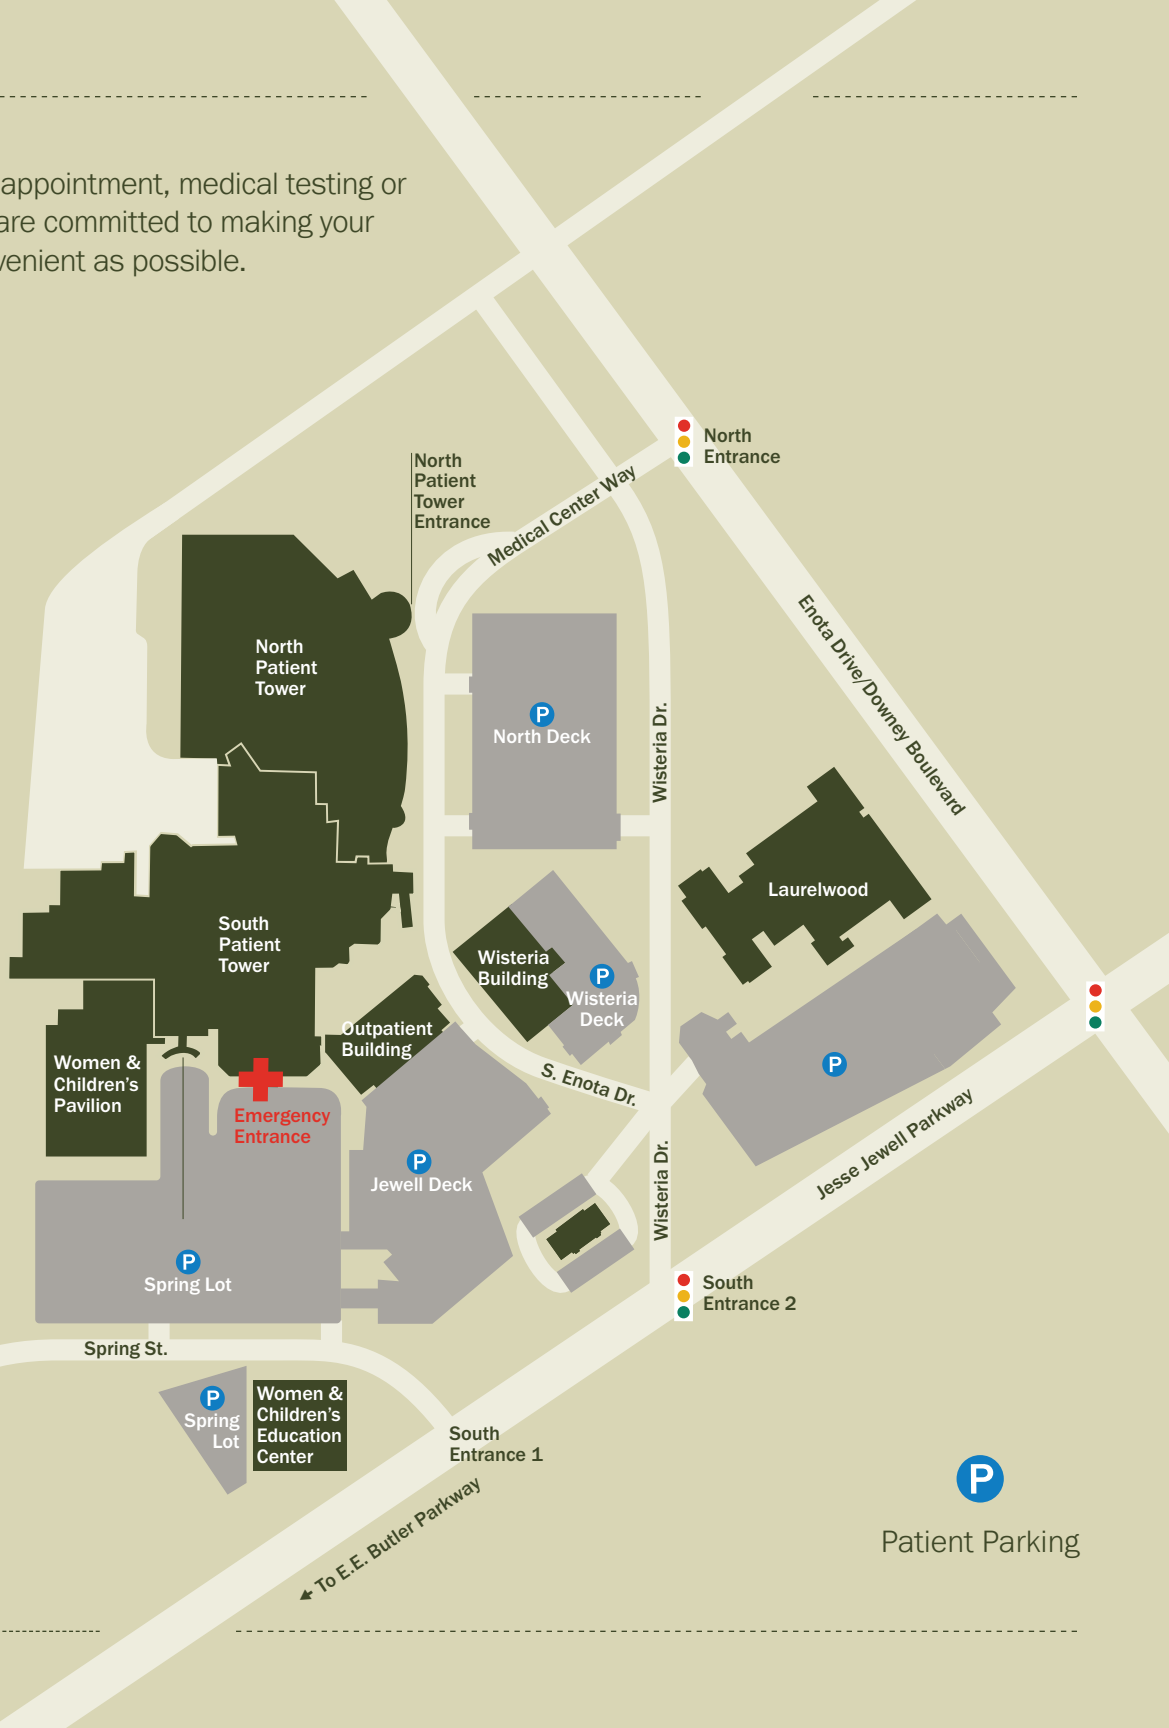 appointment, medical testing or
are committed to making your
venient as possible.
North
Entrance
North
Patient
Tower
Entrance
Medical Center Way
Enota Drive/Downey Boulevard
North
Patient
Tower
P
North Deck
Wisteria Dr.
Laurelwood
South
Patient
Tower
Wisteria
Building
P
Wisteria
Deck
Outpatient
Building
Women &
Children's
Pavilion
S. Enota Dr.
P
Emergency
Entrance
Jesse Jewell Parkway
P
Jewell Deck
Wisteria Dr.
P
Spring Lot
South
Entrance 2
Spring St.
P
Spring
Lot
Women &
Children's
Education
Center
South
Entrance 1
To E.E. Butler Parkway
P
Patient Parking